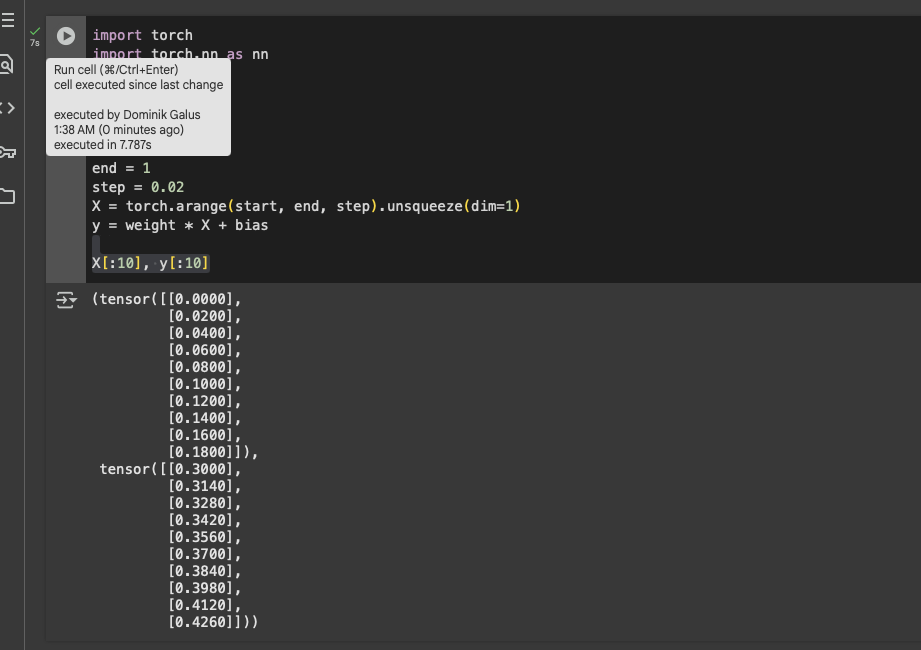 import torch
7s
import torch.nn as nn
Run cell (⌘/Ctrl+Enter)
cell executed since last change
executed by Dominik Galus
1:38 AM (0 minutes ago)
executed in 7.787s
end = 1
step = 0.02
X = torch.arange(start, end, step).unsqueeze(dim=1)
y = weight * X + bias
X[:10], y[:10]
(tensor([[0.0000],
[0.0200],
[0.0400],
[0.0600],
[0.0800],
[0.1000],
[0.1200],
[0.1400],
[0.1600],
[0.1800]]),
tensor([[0.3000],
[0.3140],
[0.3280],
[0.3420],
[0.3560],
[0.3700],
[0.3840],
[0.3980],
[0.4120],
[0.4260]]))